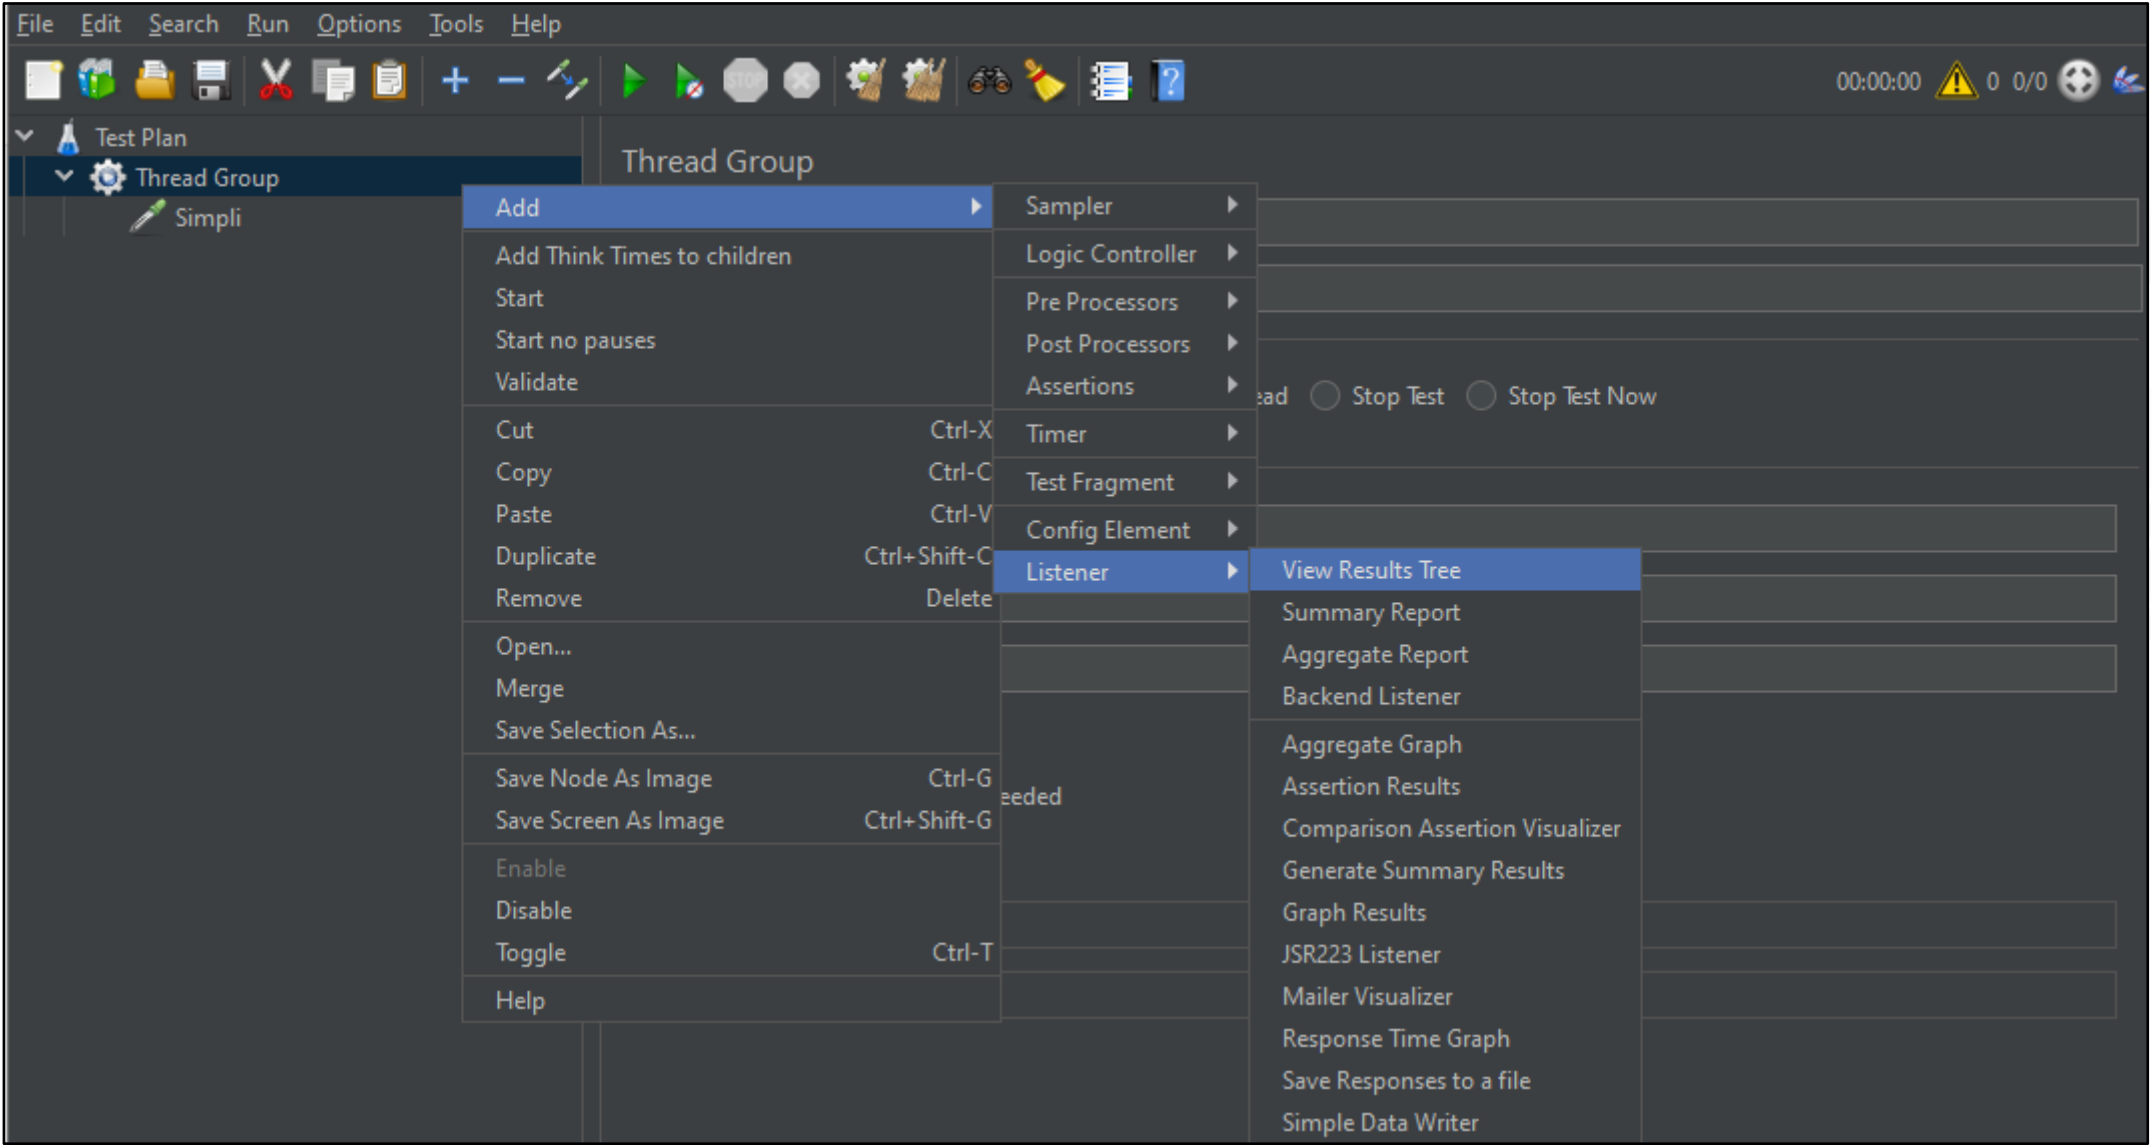 File Edit Search Run Options Tools Help
STOP
00:00:00 0 0/0
Test Plan
Thread Group
Simpli
Thread Group
Add
Add Think Times to children
Start
Start no pauses
Validate
Cut Ctrl-X
Copy Ctrl-C
Paste Ctrl-V
Duplicate Ctrl+Shift-C
Remove Delete
Open...
Merge
Save Selection As...
Save Node As Image Ctrl-G
Save Screen As Image Ctrl+Shift-G
Enable
Disable
Toggle Ctrl-T
Help
Sampler
Logic Controller
Pre Processors
Post Processors
Assertions
Timer
Test Fragment
Config Element
Listener
ead Stop Test Stop Test Now
eeded
View Results Tree
Summary Report
Aggregate Report
Backend Listener
Aggregate Graph
Assertion Results
Comparison Assertion Visualizer
Generate Summary Results
Graph Results
JSR223 Listener
Mailer Visualizer
Response Time Graph
Save Responses to a file
Simple Data Writer